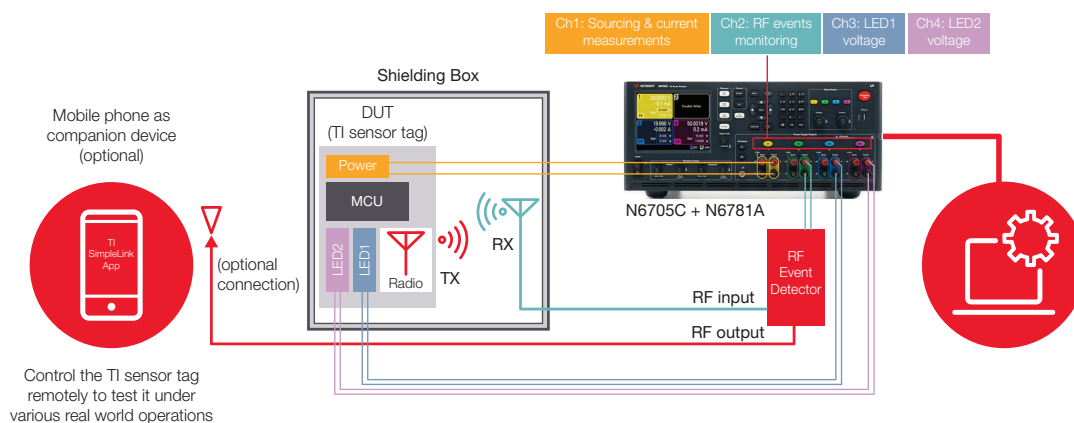 Ch1: Sourcing & current
measurements
Ch2: RF events
monitoring
Ch3: LED1
voltage
Ch4: LED2
voltage
Shielding Box
Mobile phone as
companion device
(optional)
DUT
(TI sensor tag)
Power
MCU
LED2
LED1
Radio
TX
RX
KEYSIGHT
N6705C + N6781A
TI
SimpleLink
App
(optional
connection)
RF
Event
Detector
RF input
RF output
Control the TI sensor tag
remotely to test it under
various real world operations